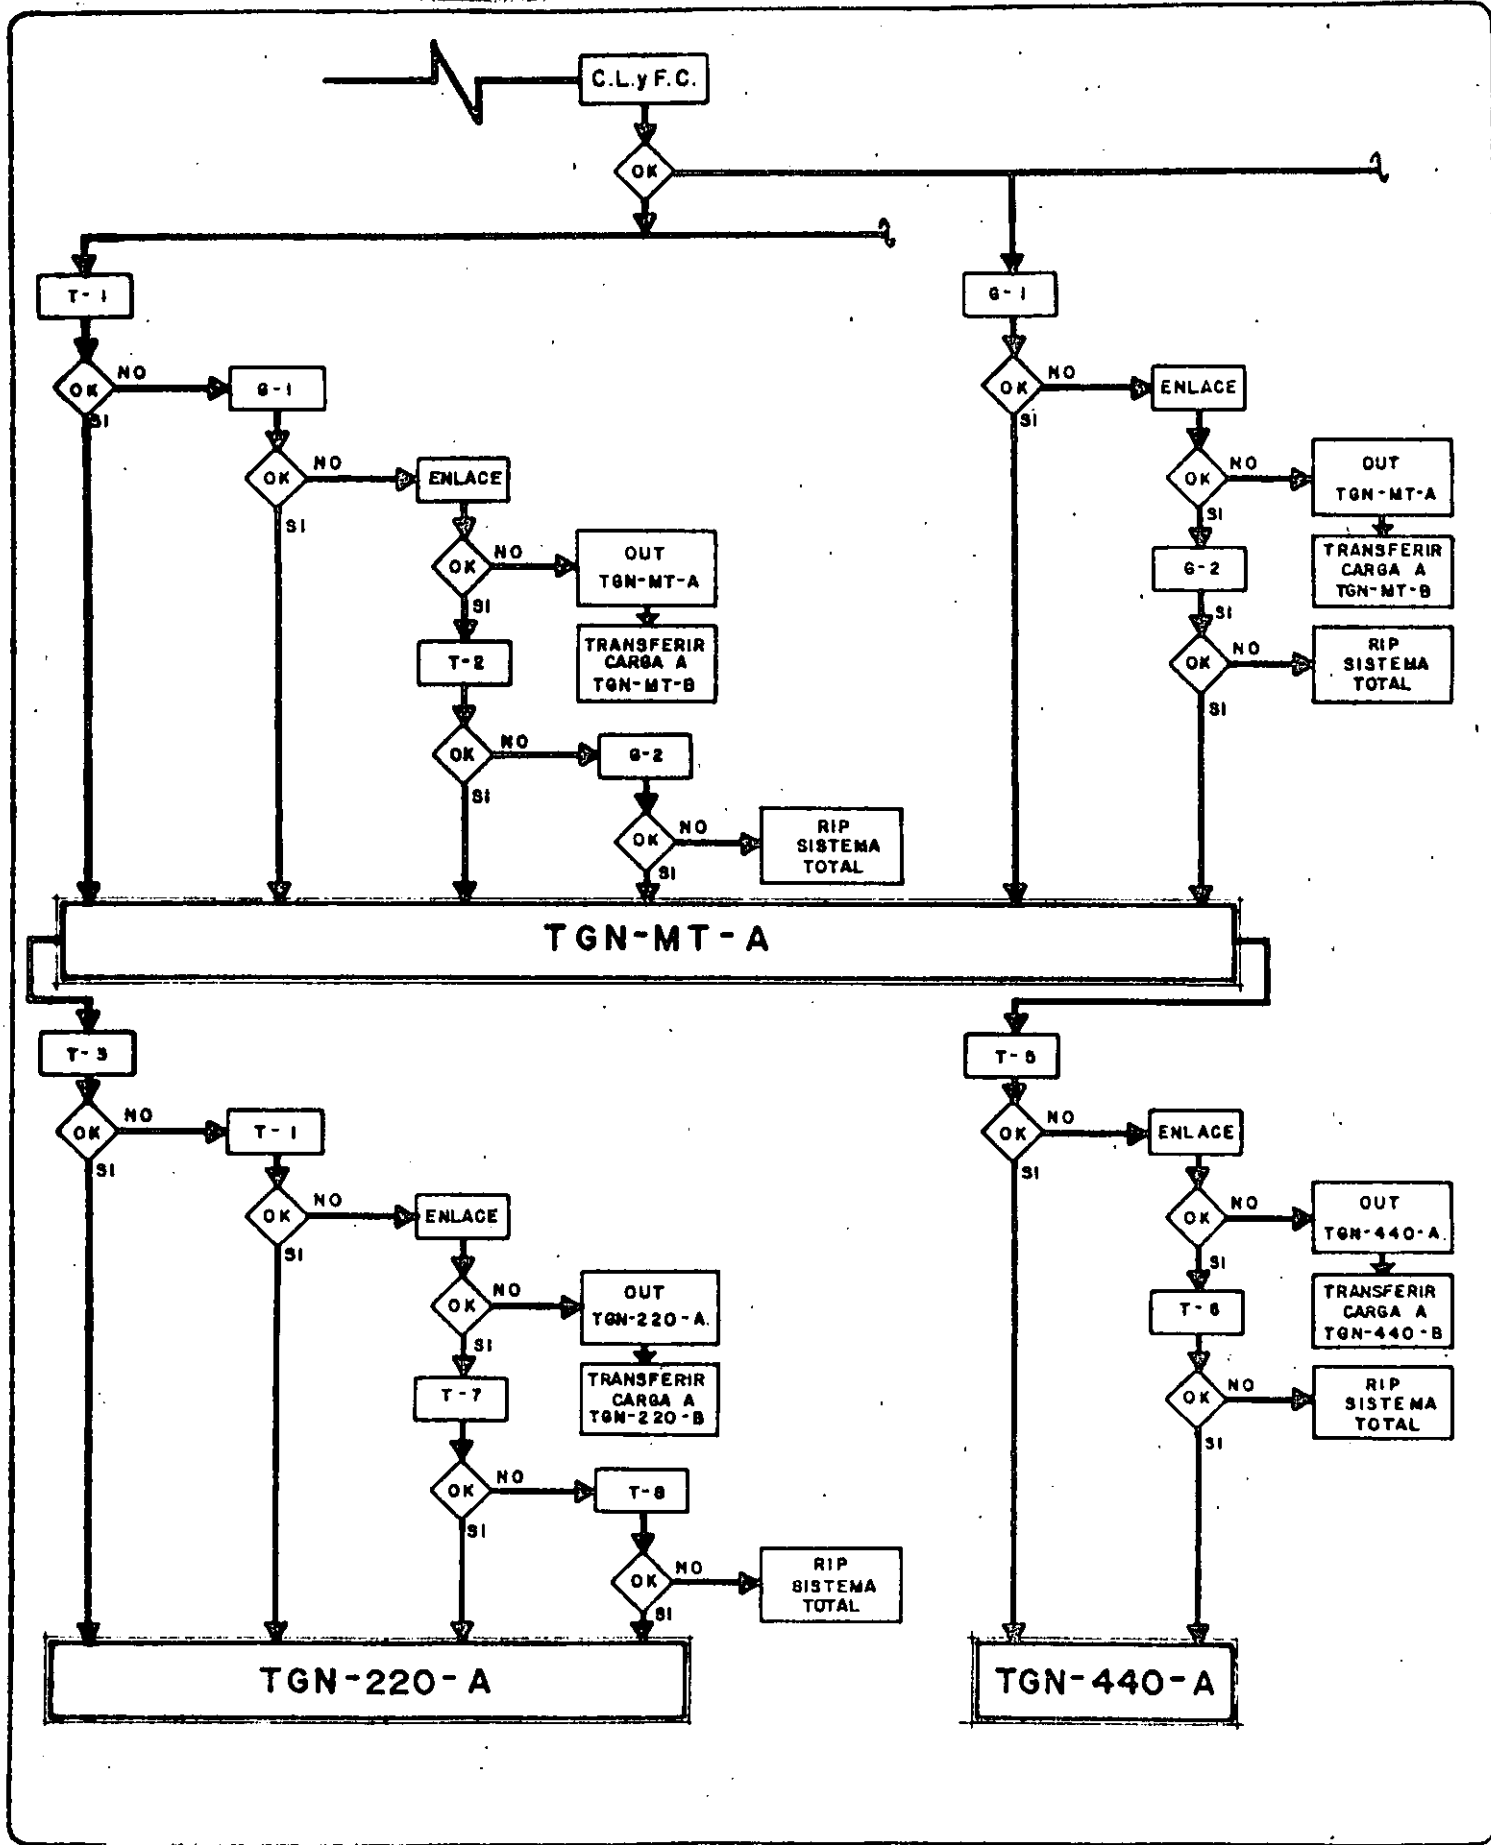 C.L.y F.C.
OK
T-1
G-1
OK
NO
SI
G-1
OK
NO
SI
ENLACE
OK
NO
SI
OUT
TGN-MT-A
TRANSFERIR
CARGA A
TGN-MT-B
T-2
OK
NO
SI
G-2
OK
NO
SI
RIP
SISTEMA
TOTAL
OK
NO
SI
ENLACE
OK
NO
SI
OUT
TGN-MT-A
TRANSFERIR
CARGA A
TGN-MT-B
G-2
SI
OK
NO
SI
RIP
SISTEMA
TOTAL
TGN-MT-A
T-3
OK
NO
SI
T-1
OK
NO
SI
ENLACE
OK
NO
SI
OUT
TGN-220-A.
TRANSFERIR
CARGA A
TGN-220-B
T-7
OK
NO
SI
T-8
OK
NO
SI
RIP
SISTEMA
TOTAL
T-5
OK
NO
SI
ENLACE
OK
NO
SI
OUT
TGN-440-A.
TRANSFERIR
CARGA A
TGN-440-B
T-6
OK
NO
SI
RIP
SISTEMA
TOTAL
TGN-220-A
TGN-440-A